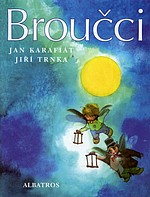 Broučci
JAN KARAFIÁT
JIŘÍ TRNKA
ALBATROS